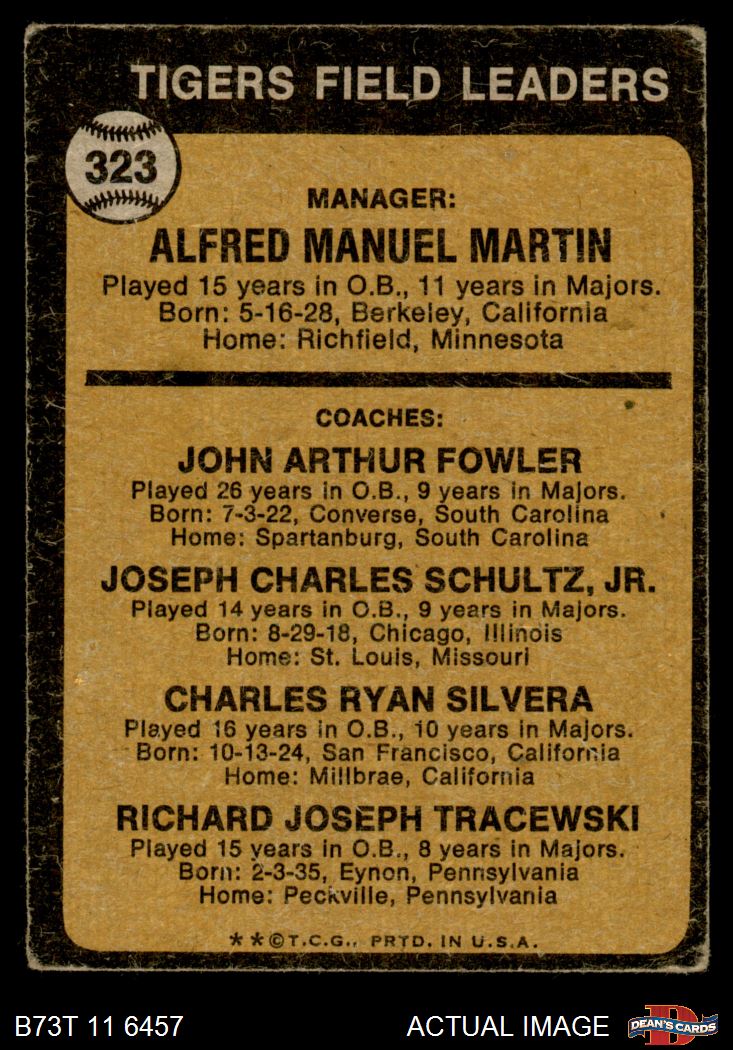 TIGERS FIELD LEADERS
323
MANAGER:
ALFRED MANUEL MARTIN
Played 15 years in O.B., 11 years in Majors.
Born: 5-16-28, Berkeley, California
Home: Richfield, Minnesota
COACHES:
JOHN ARTHUR FOWLER
Played 26 years in O.B., 9 years in Majors.
Born: 7-3-22, Converse, South Carolina
Home: Spartanburg, South Carolina
JOSEPH CHARLES SCHULTZ, JR.
Played 14 years in O.B., 9 years in Majors.
Born: 8-29-18, Chicago, Illinois
Home: St. Louis, Missouri
CHARLES RYAN SILVERA
Played 16 years in O.B., 10 years in Majors.
Born: 10-13-24, San Francisco, California
Home: Millbrae, California
RICHARD JOSEPH TRACEWSKI
Played 15 years in O.B., 8 years in Majors.
Born: 2-3-35, Eynon, Pennsylvania
Home: Peckville, Pennsylvania
**©T.C.G., PRTD. IN U.S.A.
B73T 11 6457 ACTUAL IMAGE D DEAN'S CARDS